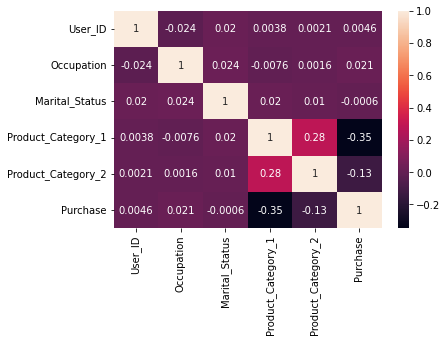 1.0
User_ID 1 -0.024 0.02 0.0038 0.0021 0.0046
0.8
Occupation -0.024 1 0.024 -0.0076 0.0016 0.021
0.6
Marital_Status 0.02 0.024 1 0.02 0.01 -0.0006
0.4
Product_Category_1 0.0038 -0.0076 0.02 1 0.28 -0.35
0.2
Product_Category_2 0.0021 0.0016 0.01 0.28 1 -0.13
0.0
Purchase 0.0046 0.021 -0.0006 -0.35 -0.13 1
−0.2
User_ID
Occupation
Marital_Status
Product_Category_1
Product_Category_2
Purchase